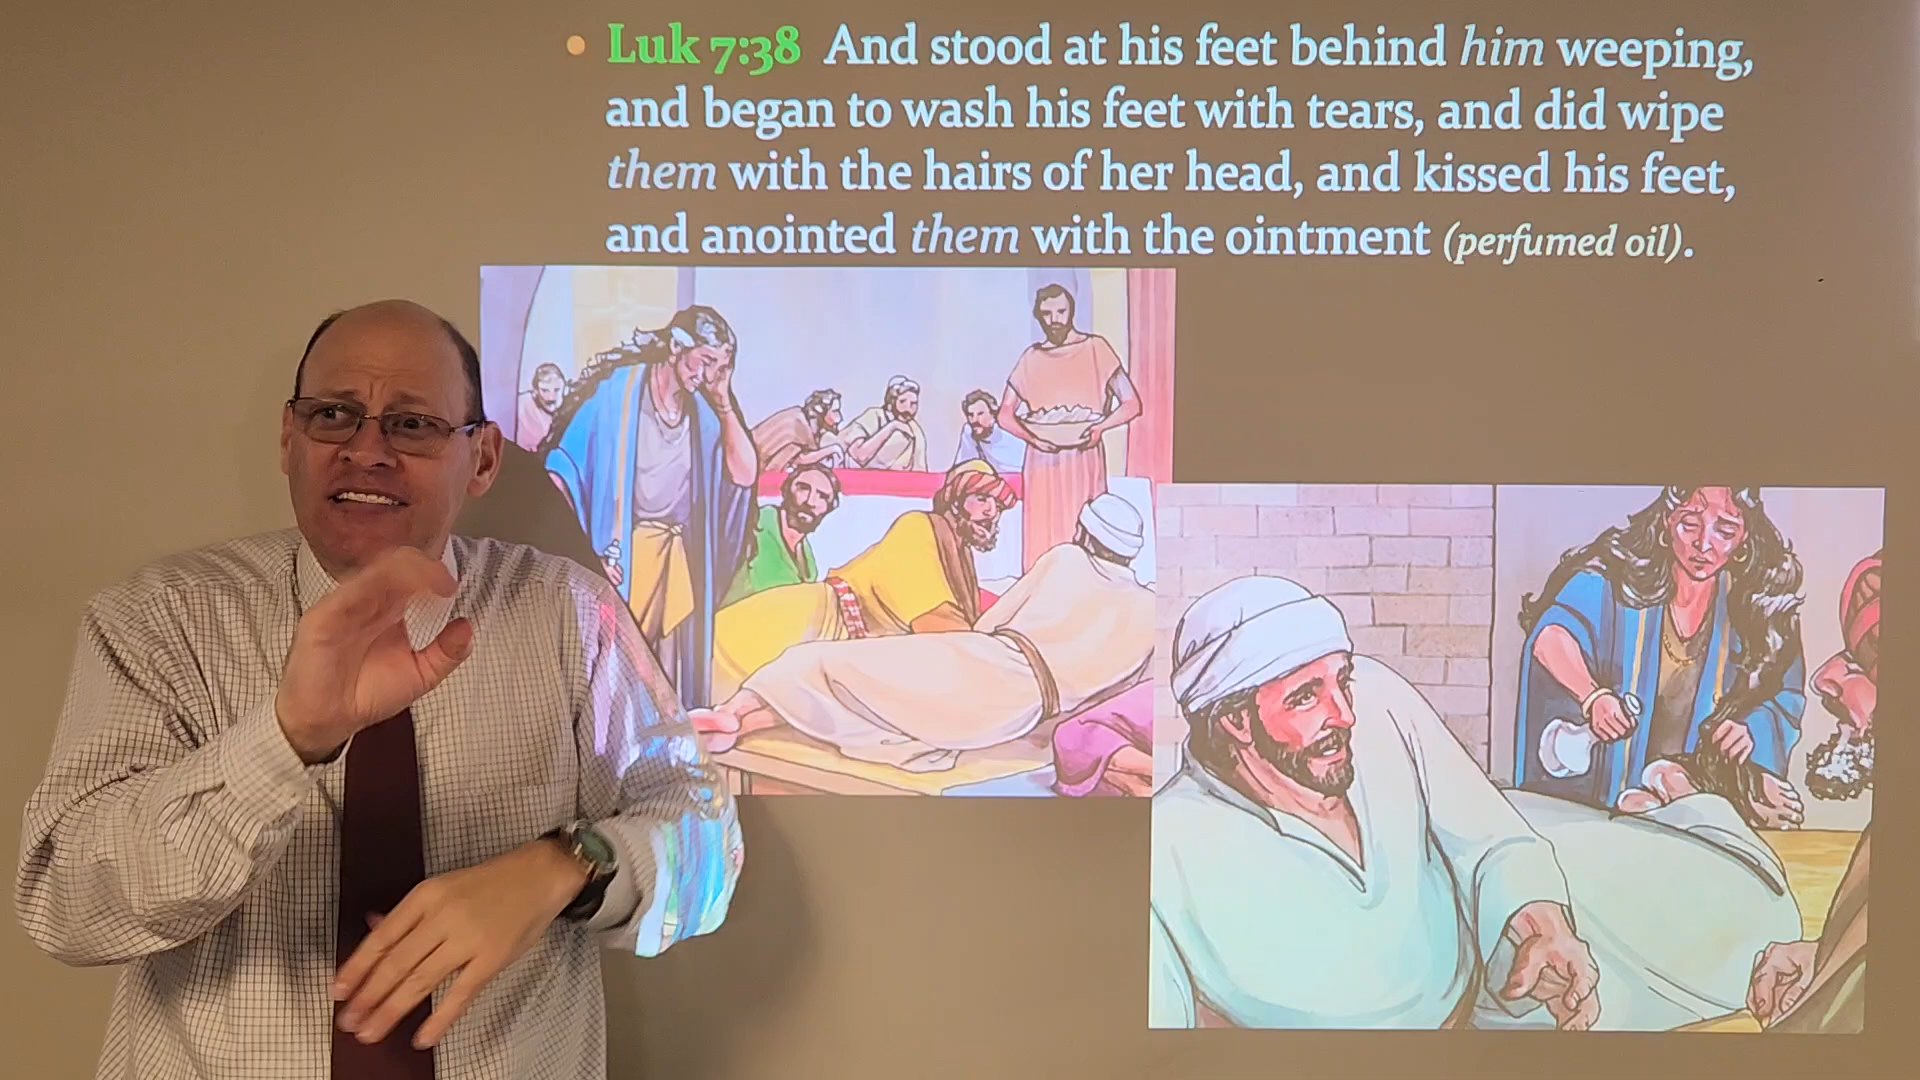 • Luk 7:38 And stood at his feet behind him weeping,
and began to wash his feet with tears, and did wipe
them with the hairs of her head, and kissed his feet,
and anointed them with the ointment (perfumed oil).